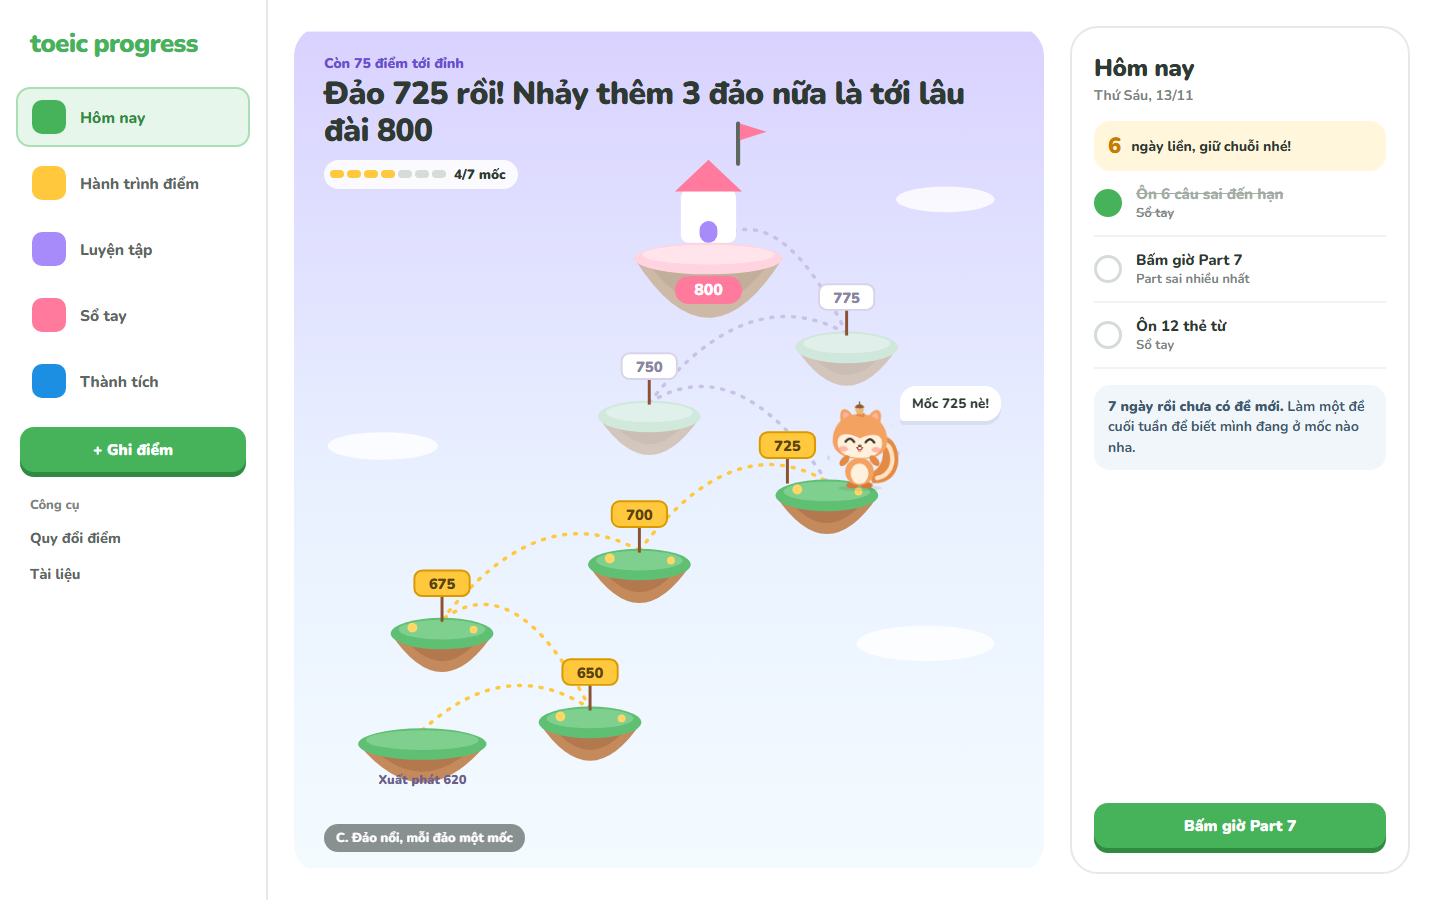 toeic progress
Hôm nay
Hành trình điểm
Luyện tập
Sổ tay
Thành tích
+ Ghi điểm
Công cụ
Quy đổi điểm
Tài liệu
Còn 75 điểm tới đỉnh
Đảo 725 rồi! Nhảy thêm 3 đảo nữa là tới lâu
đài 800
4/7 mốc
800
775
750
Mốc 725 nè!
725
700
675
650
Xuất phát 620
C. Đảo nổi, mỗi đảo một mốc
Hôm nay
Thứ Sáu, 13/11
6 ngày liền, giữ chuỗi nhé!
Ôn 6 câu sai đến hạn
Sổ tay
Bấm giờ Part 7
Part sai nhiều nhất
Ôn 12 thẻ từ
Sổ tay
7 ngày rồi chưa có đề mới. Làm một đề
cuối tuần để biết mình đang ở mốc nào
nha.
Bấm giờ Part 7